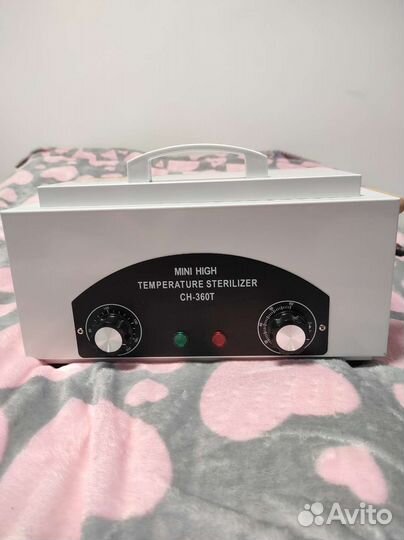 MINI HIGH
TEMPERATURE STERILIZER
CH-360T
Avito